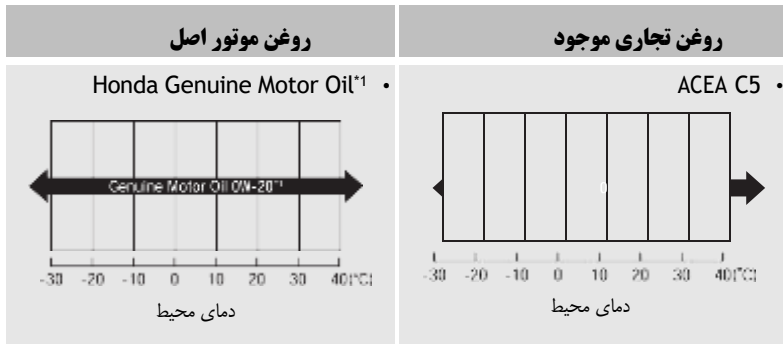 روغن تجاری موجود
روغن موتور اصل
• ACEA C5
0
-30 -20 -10 0 10 20 30 40(°C)
دمای محیط
• Honda Genuine Motor Oil*1
Genuine Motor Oil 0W-20*1
-30 -20 -10 0 10 20 30 40(°C)
دمای محیط